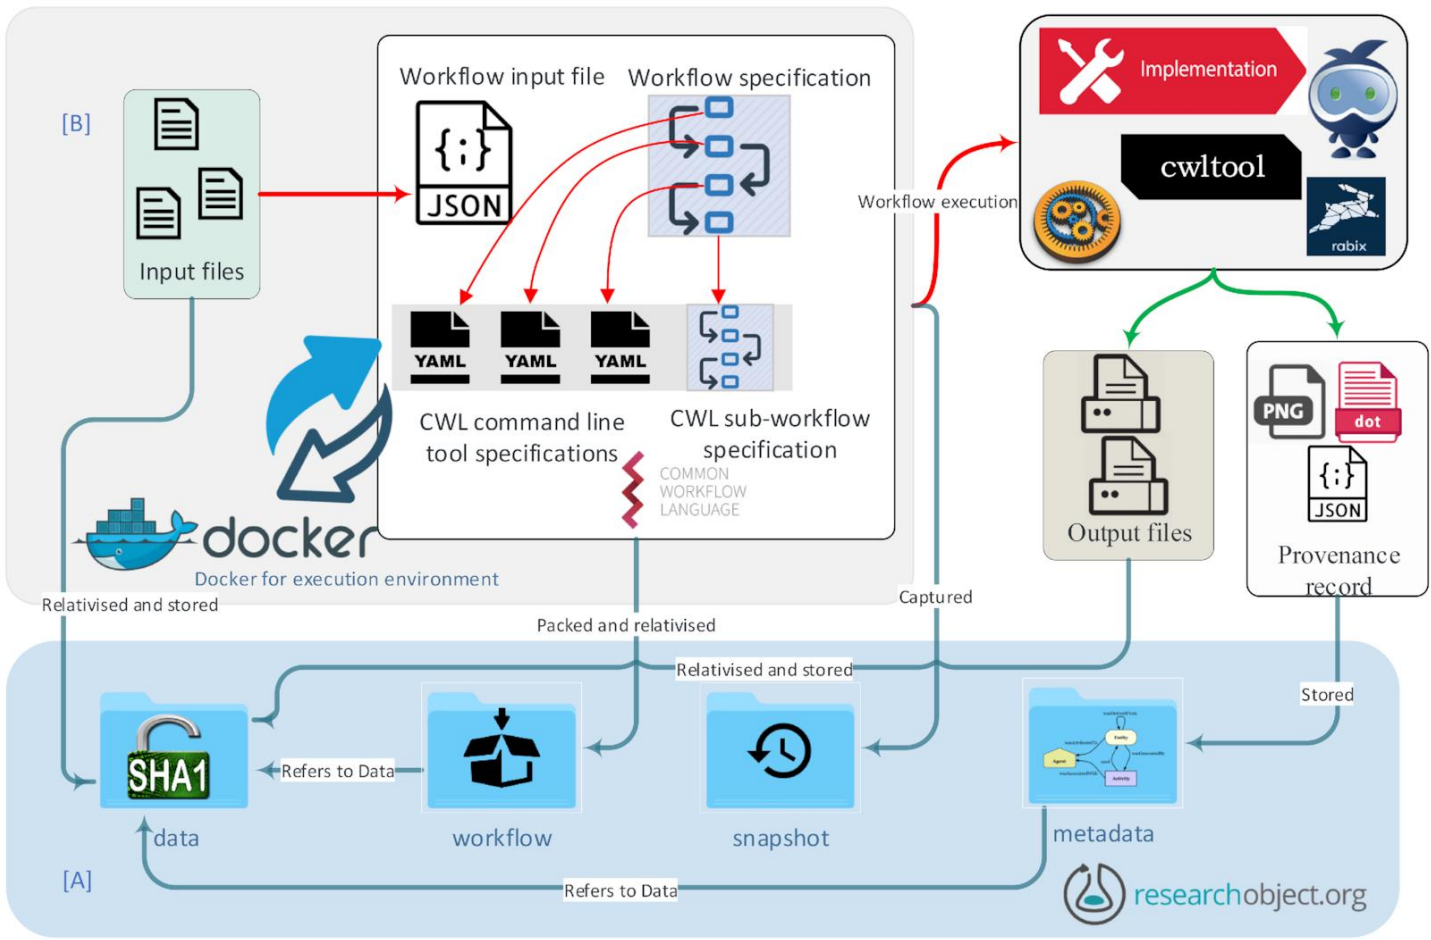 [B]
Input files
Workflow input file
{;}
JSON
Workflow specification
YAML
YAML
YAML
CWL command line
tool specifications
CWL sub-workflow
specification
COMMON
WORKFLOW
LANGUAGE
docker
Docker for execution environment
Workflow execution
Implementation
cwltool
rabix
Output files
PNG
dot
{;}
JSON
Provenance
record
Relativised and stored
Packed and relativised
Captured
Relativised and stored
Stored
SHA1
data
Refers to Data
workflow
snapshot
Entity
Agent
Activity
metadata
Refers to Data
[A]
researchobject.org